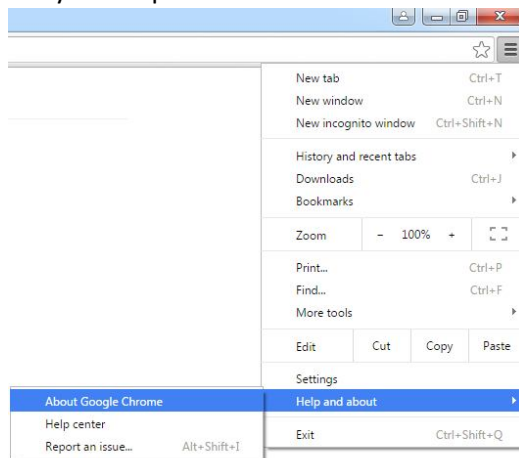 New tab Ctrl+T
New window Ctrl+N
New incognito window Ctrl+Shift+N
History and recent tabs
Downloads Ctrl+J
Bookmarks
Zoom - 100% +
Print... Ctrl+P
Find... Ctrl+F
More tools
Edit Cut Copy Paste
Settings
Help and about
About Google Chrome
Help center
Report an issue... Alt+Shift+I
Exit Ctrl+Shift+Q